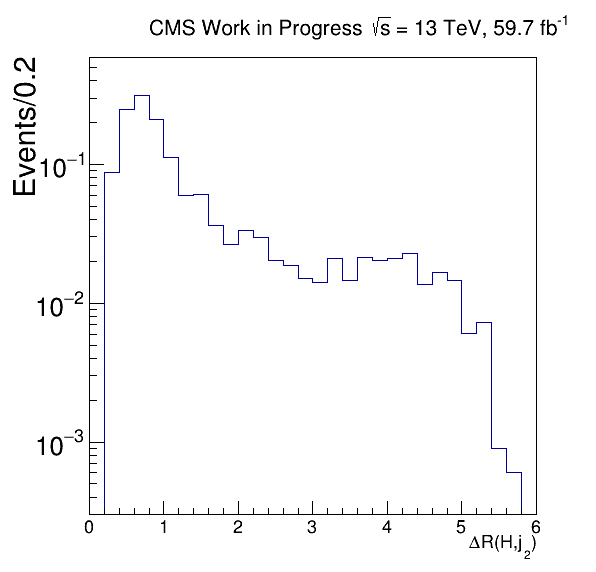 CMS Work in Progress √s = 13 TeV, 59.7 fb⁻¹
Events/0.2
10⁻¹
10⁻²
10⁻³
0 1 2 3 4 5 6
ΔR(H,j₂)